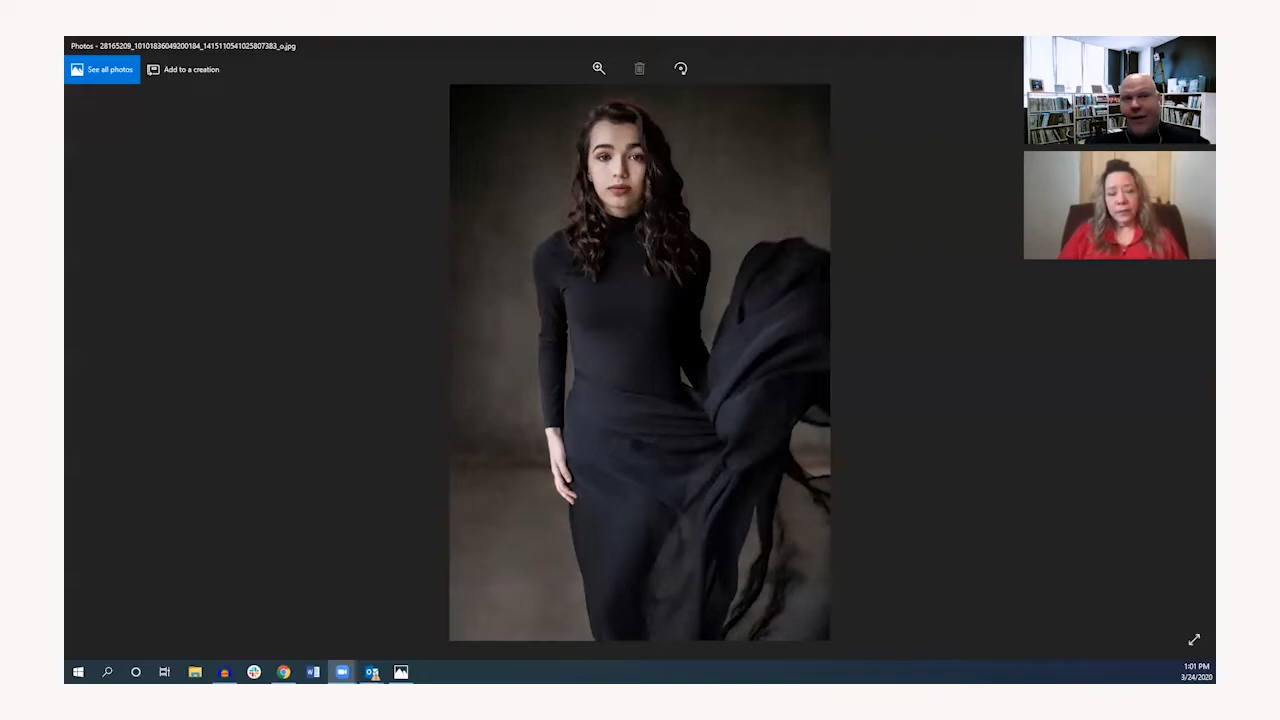 Photos - 28165209_10101836049200184_1415110541025807383_o.jpg
See all photos
Add to a creation
1:01 PM
3/24/2020